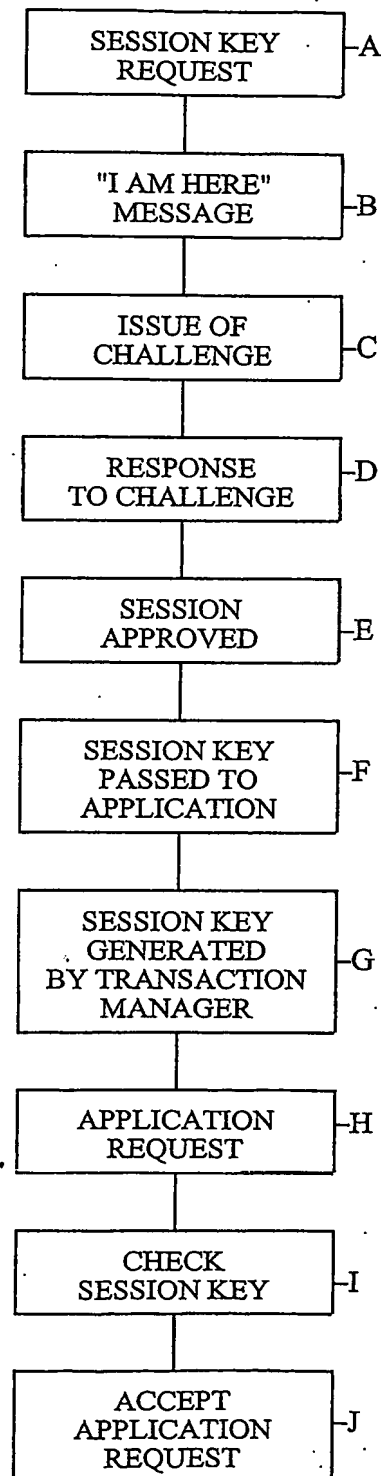 SESSION KEY
REQUEST
A
"I AM HERE"
MESSAGE
B
ISSUE OF
CHALLENGE
C
RESPONSE
TO CHALLENGE
D
SESSION
APPROVED
E
SESSION KEY
PASSED TO
APPLICATION
F
SESSION KEY
GENERATED
BY TRANSACTION
MANAGER
G
APPLICATION
REQUEST
H
CHECK
SESSION KEY
I
ACCEPT
APPLICATION
REQUEST
J